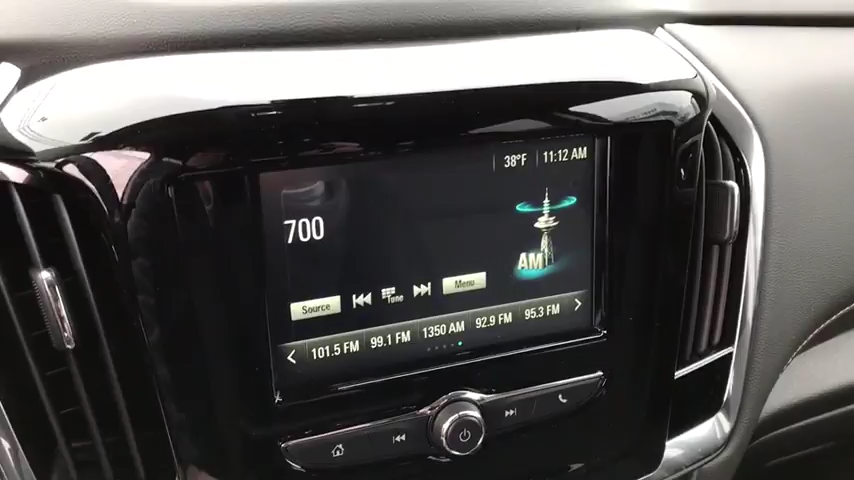 38°F 11:12 AM
700
AM
Source Tune Menu
101.5 FM 99.1 FM 1350 AM 92.9 FM 95.3 FM